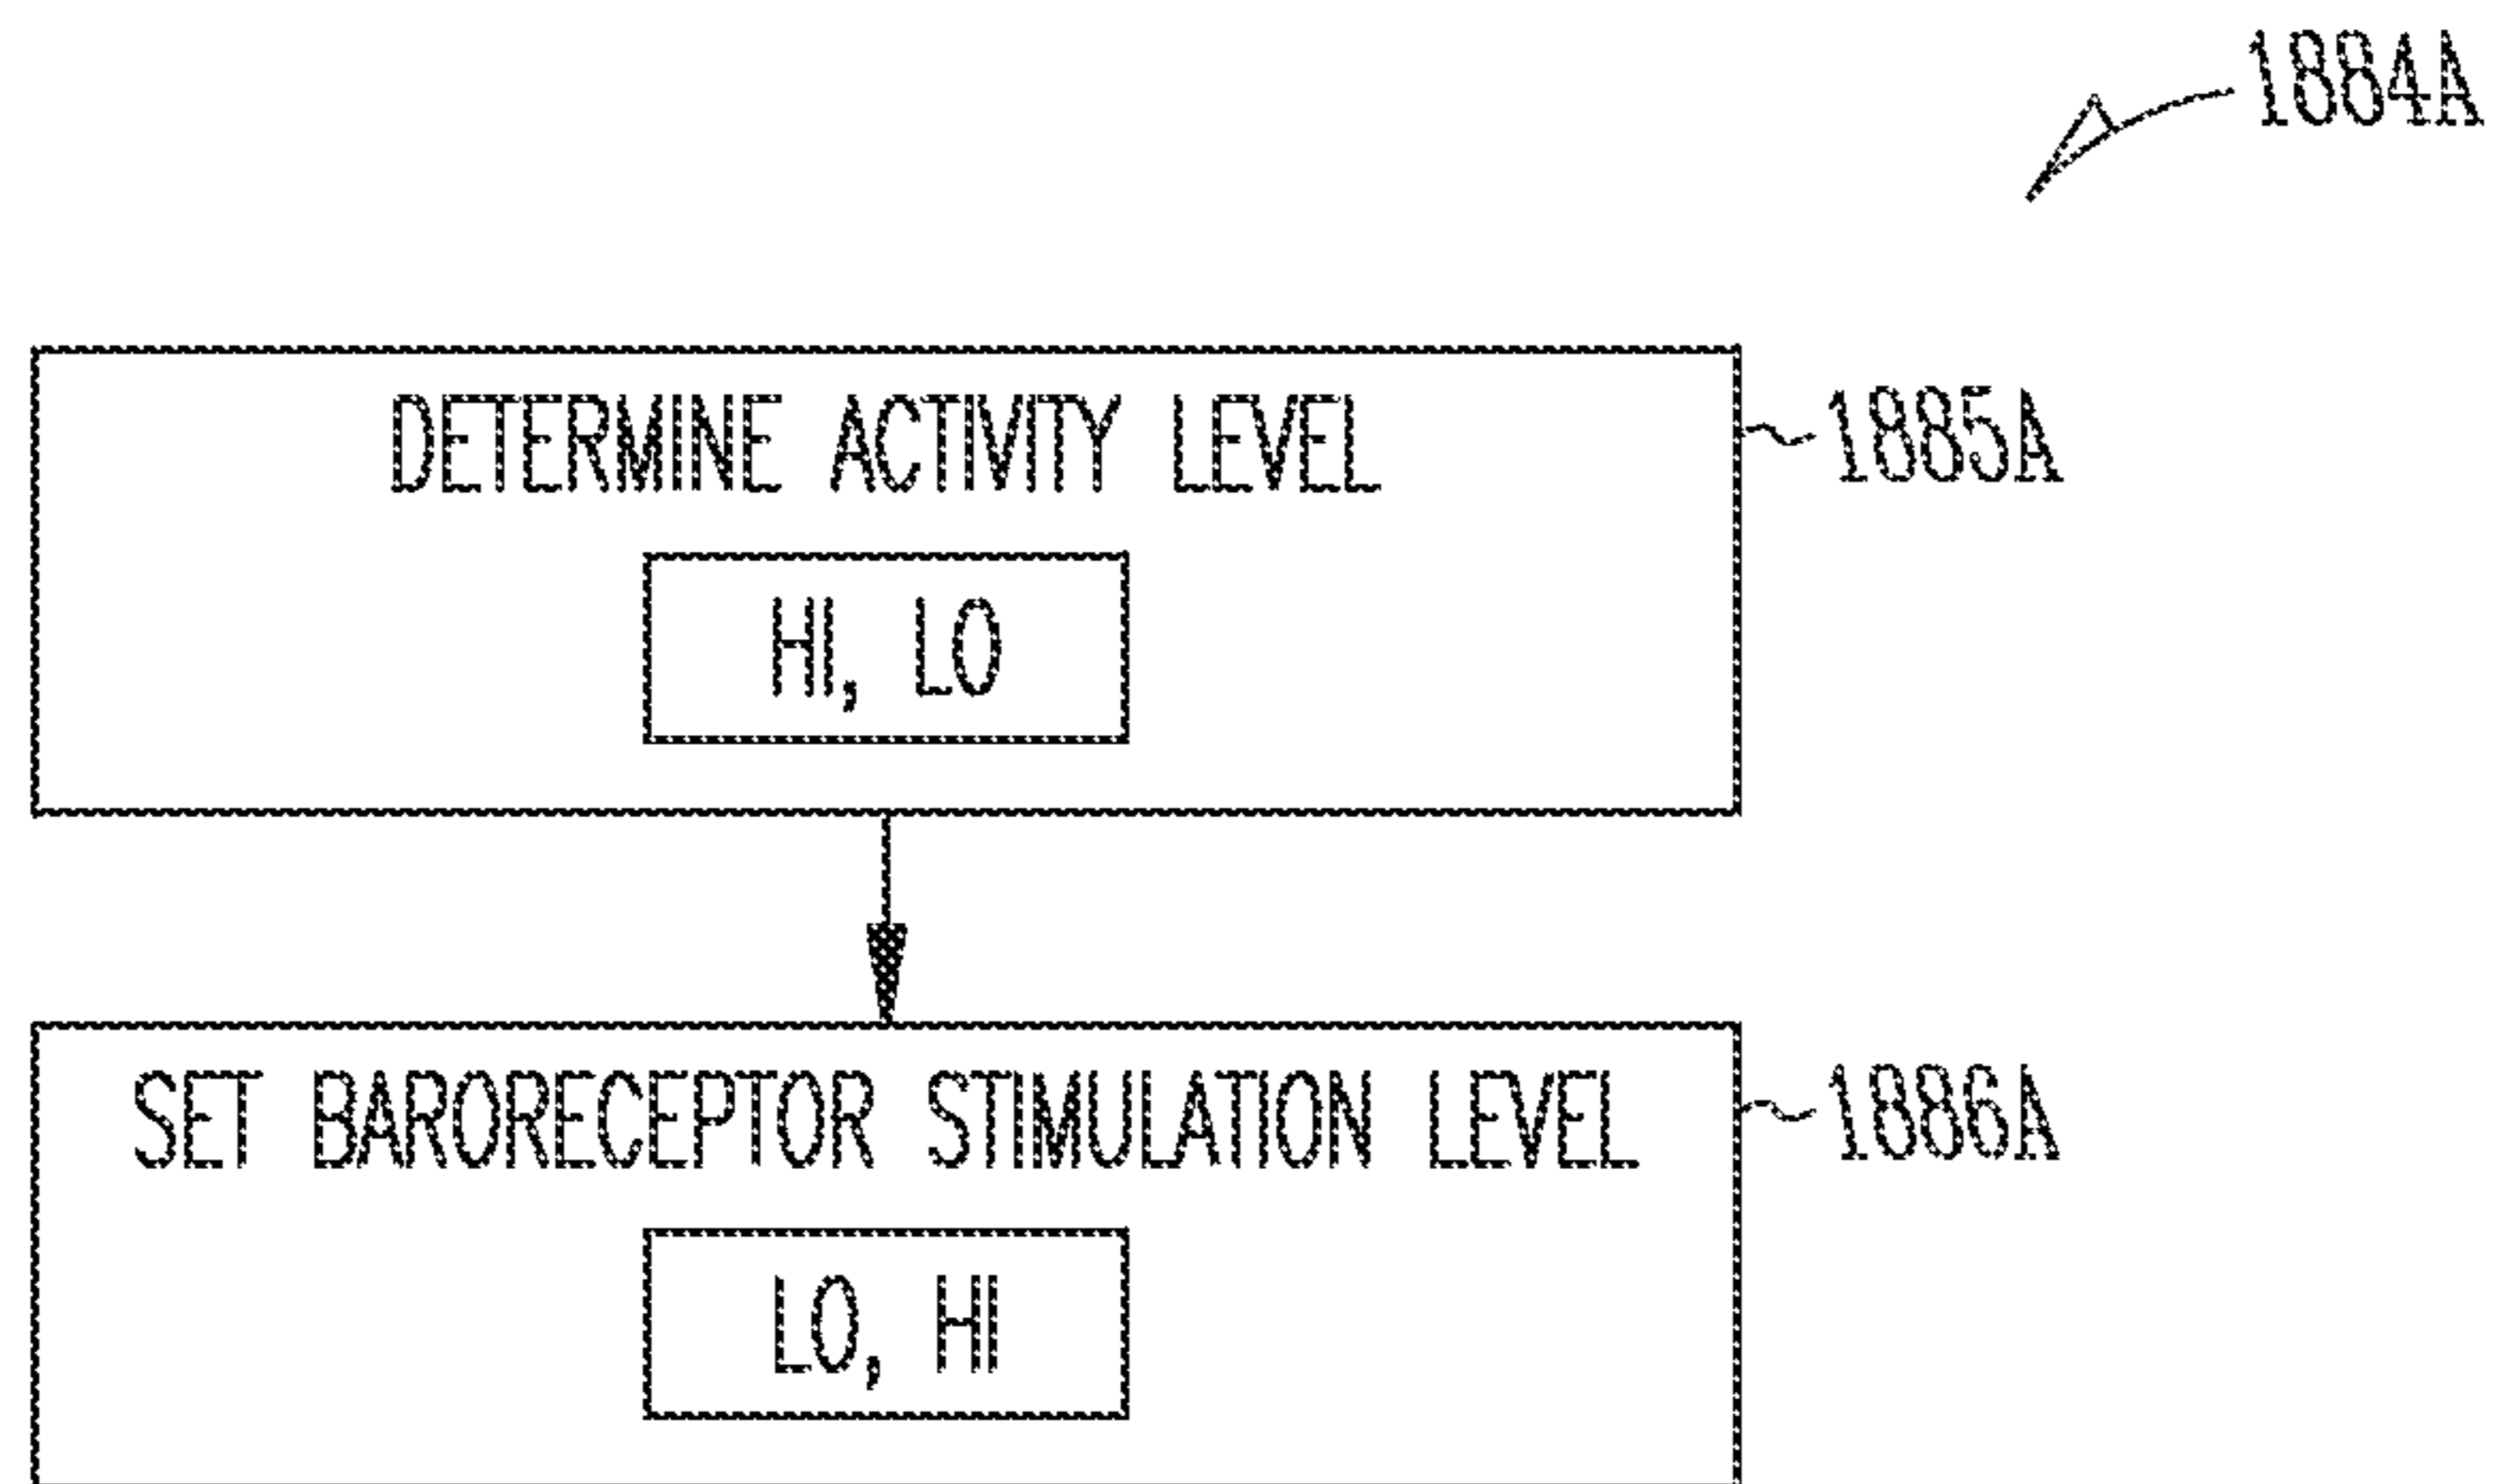 1884A
DETERMINE ACTIVITY LEVEL
1885A
HI, LO
SET BARORECEPTOR STIMULATION LEVEL
1886A
LO, HI